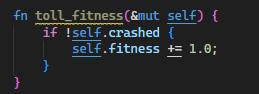 fn toll_fitness(&mut self) {
    if !self.crashed {
        self.fitness += 1.0;
    }
}